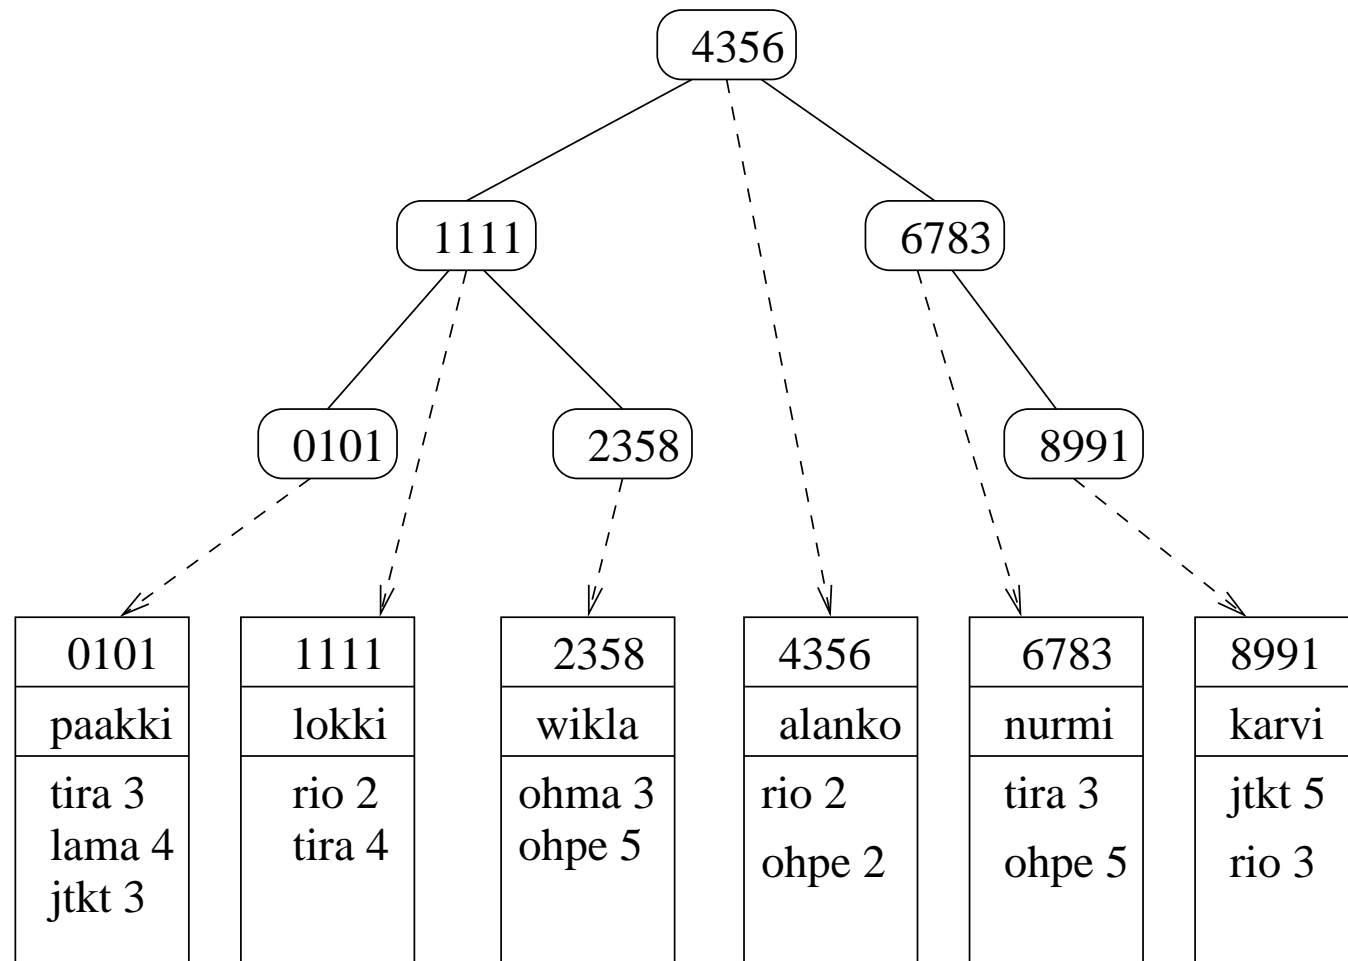 4356
1111
6783
0101
2358
8991
0101
1111
2358
4356
6783
8991
paakki
lokki
wikla
alanko
nurmi
karvi
tira 3
lama 4
jtkt 3
rio 2
tira 4
ohma 3
ohpe 5
rio 2
ohpe 2
tira 3
ohpe 5
jtkt 5
rio 3